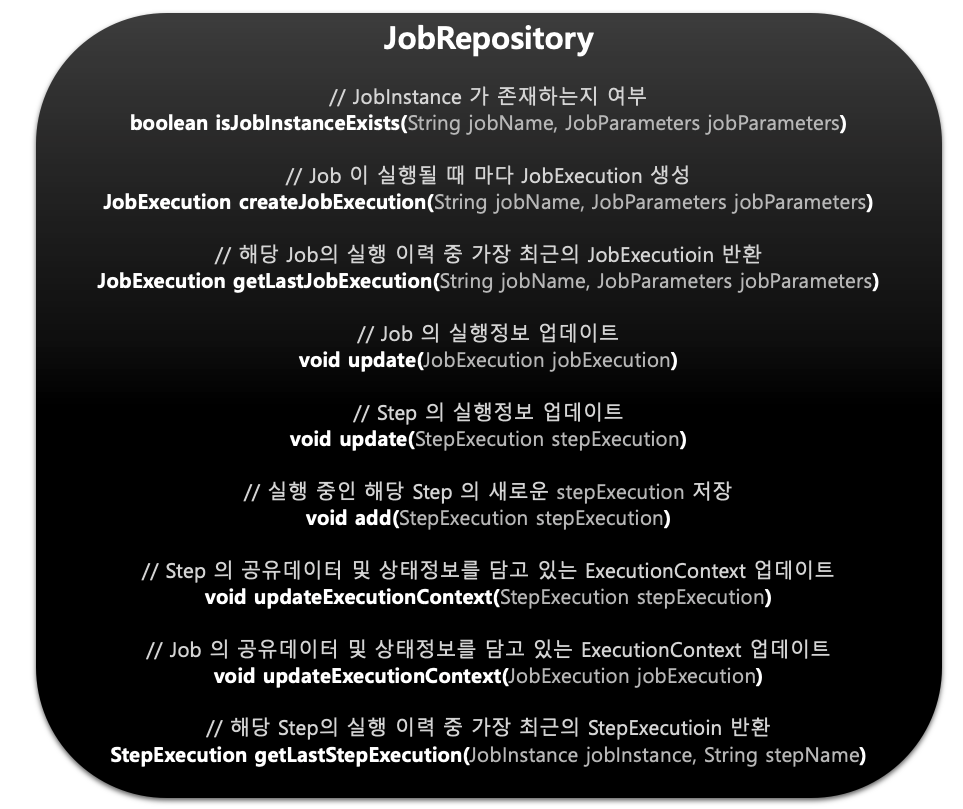 JobRepository
// JobInstance 가 존재하는지 여부
boolean isJobInstanceExists(String jobName, JobParameters jobParameters)
// Job 이 실행될 때 마다 JobExecution 생성
JobExecution createJobExecution(String jobName, JobParameters jobParameters)
// 해당 Job의 실행 이력 중 가장 최근의 JobExecutioin 반환
JobExecution getLastJobExecution(String jobName, JobParameters jobParameters)
// Job 의 실행정보 업데이트
void update(JobExecution jobExecution)
// Step 의 실행정보 업데이트
void update(StepExecution stepExecution)
// 실행 중인 해당 Step 의 새로운 stepExecution 저장
void add(StepExecution stepExecution)
// Step 의 공유데이터 및 상태정보를 담고 있는 ExecutionContext 업데이트
void updateExecutionContext(StepExecution stepExecution)
// Job 의 공유데이터 및 상태정보를 담고 있는 ExecutionContext 업데이트
void updateExecutionContext(JobExecution jobExecution)
// 해당 Step의 실행 이력 중 가장 최근의 StepExecutioin 반환
StepExecution getLastStepExecution(JobInstance jobInstance, String stepName)